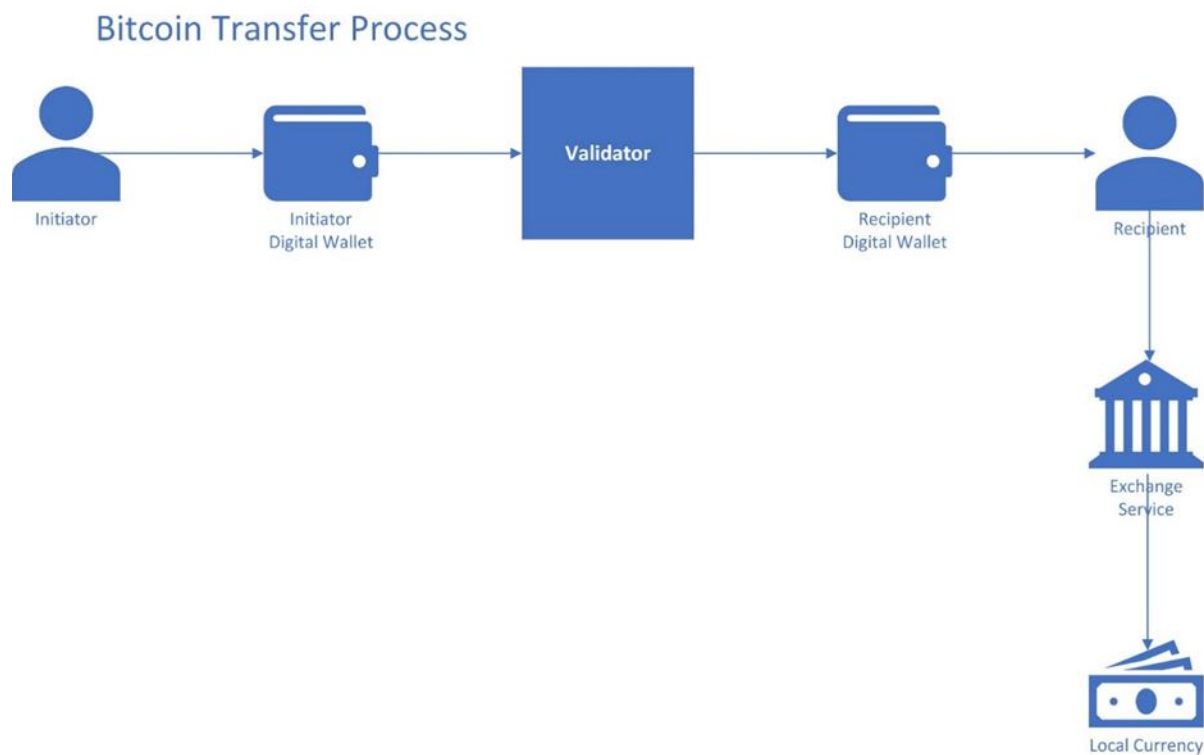 Bitcoin Transfer Process
Validator
Initiator
Initiator
Digital Wallet
Recipient
Digital Wallet
Recipient
Exchange
Service
Local Currency